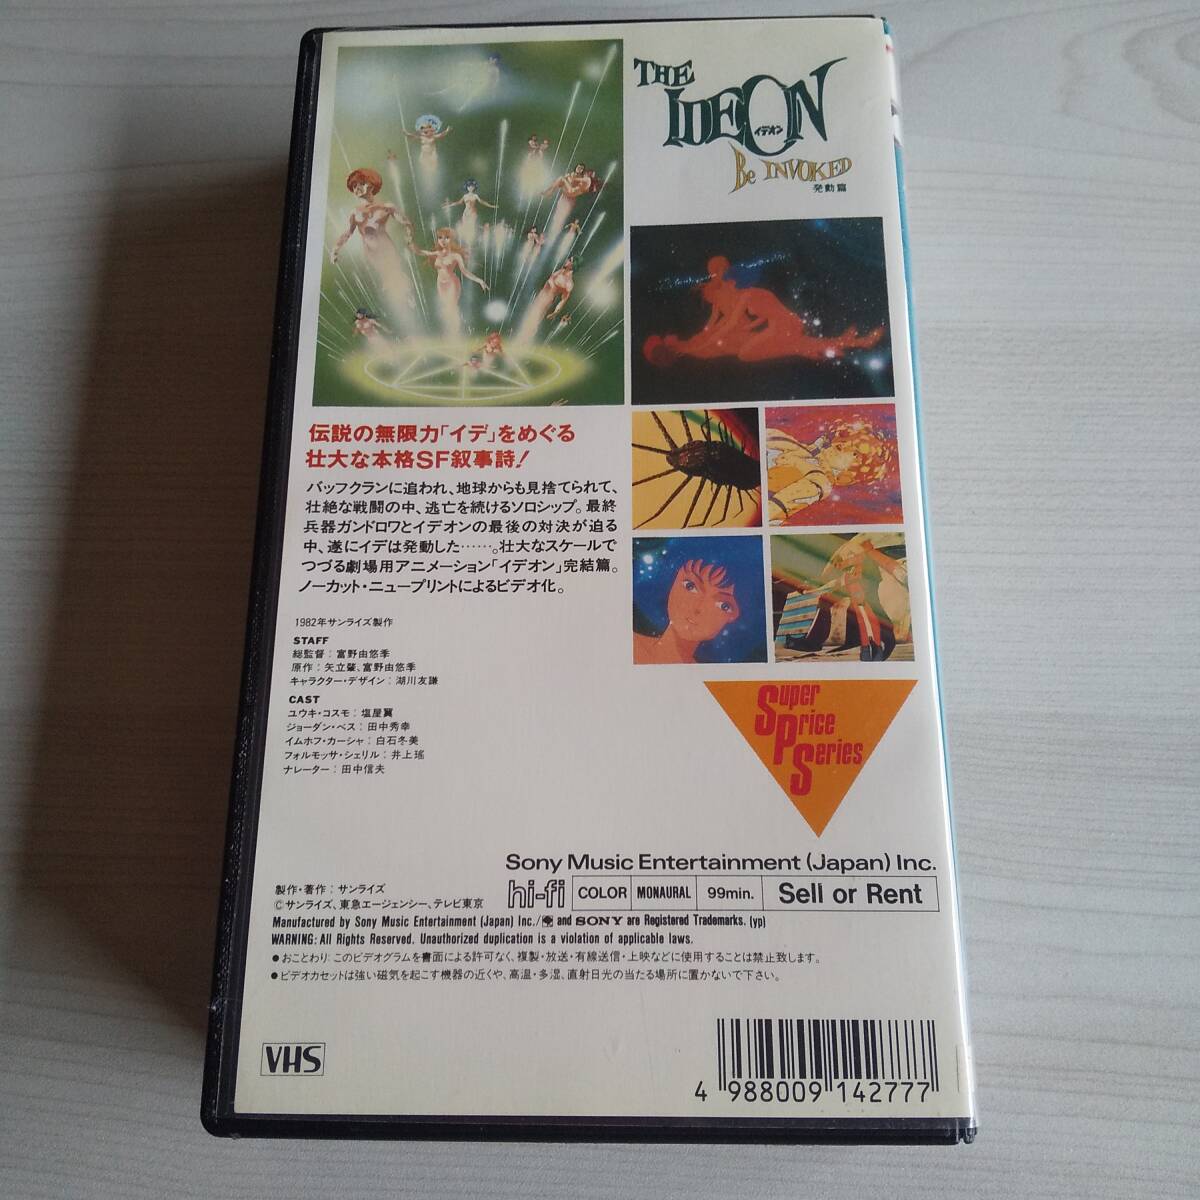 THE
IDEON
イデオン
Be INVOKED
発動篇
伝説の無限力「イデ」をめぐる
壮大な本格SF叙事詩!
バッフクランに追われ、地球からも見捨てられて、
壮絶な戦闘の中、逃亡を続けるソロシップ。最終
兵器ガンドロワとイデオンの最後の対決が迫る
中、遂にイデは発動した……。壮大なスケールで
つづる劇場用アニメーション「イデオン」完結篇。
ノーカット・ニュープリントによるビデオ化。
1982年サンライズ製作
STAFF
総監督：富野由悠季
原作：矢立肇、富野由悠季
キャラクター・デザイン：湖川友謙
CAST
ユウキ・コスモ：塩屋翼
ジョーダン・ベス：田中秀幸
イムホフ・カーシャ：白石冬美
フォルモッサ・シェリル：井上瑤
ナレーター：田中信夫
Super
Price
Series
Sony Music Entertainment (Japan) Inc.
hi-fi COLOR MONAURAL 99min. Sell or Rent
製作・著作：サンライズ
©サンライズ、東急エージェンシー、テレビ東京
Manufactured by Sony Music Entertainment (Japan) Inc./ and SONY are Registered Trademarks. (yp)
WARNING: All Rights Reserved. Unauthorized duplication is a violation of applicable laws.
●おことわり：このビデオグラムを書面による許可なく、複製・放送・有線送信・上映などに使用することは禁止します。
●ビデオカセットは強い磁気を起こす機器の近くや、高温・多湿、直射日光の当たる場所に置かないで下さい。
VHS
4 988009 142777